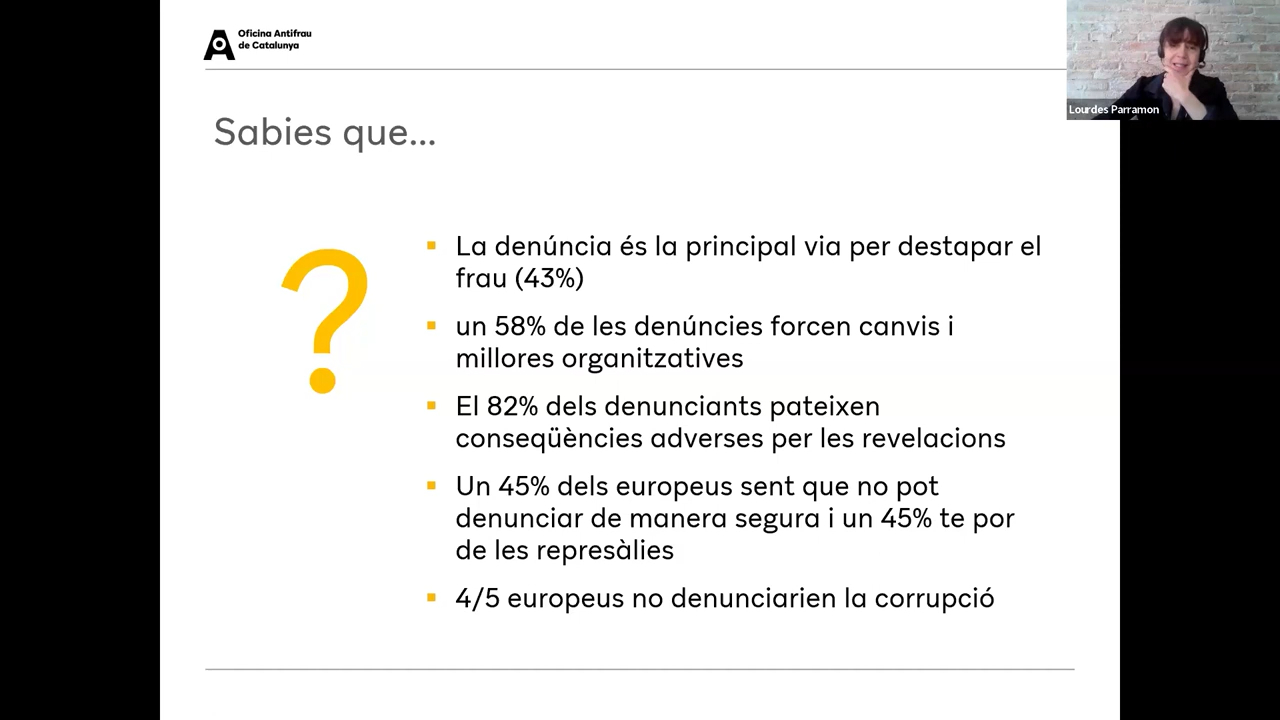 Oficina Antifrau
de Catalunya
Lourdes Parramon
Sabies que...
?
La denúncia és la principal via per destapar el
frau (43%)
un 58% de les denúncies forcen canvis i
millores organitzatives
El 82% dels denunciants pateixen
conseqüències adverses per les revelacions
Un 45% dels europeus sent que no pot
denunciar de manera segura i un 45% te por
de les represàlies
4/5 europeus no denunciarien la corrupció